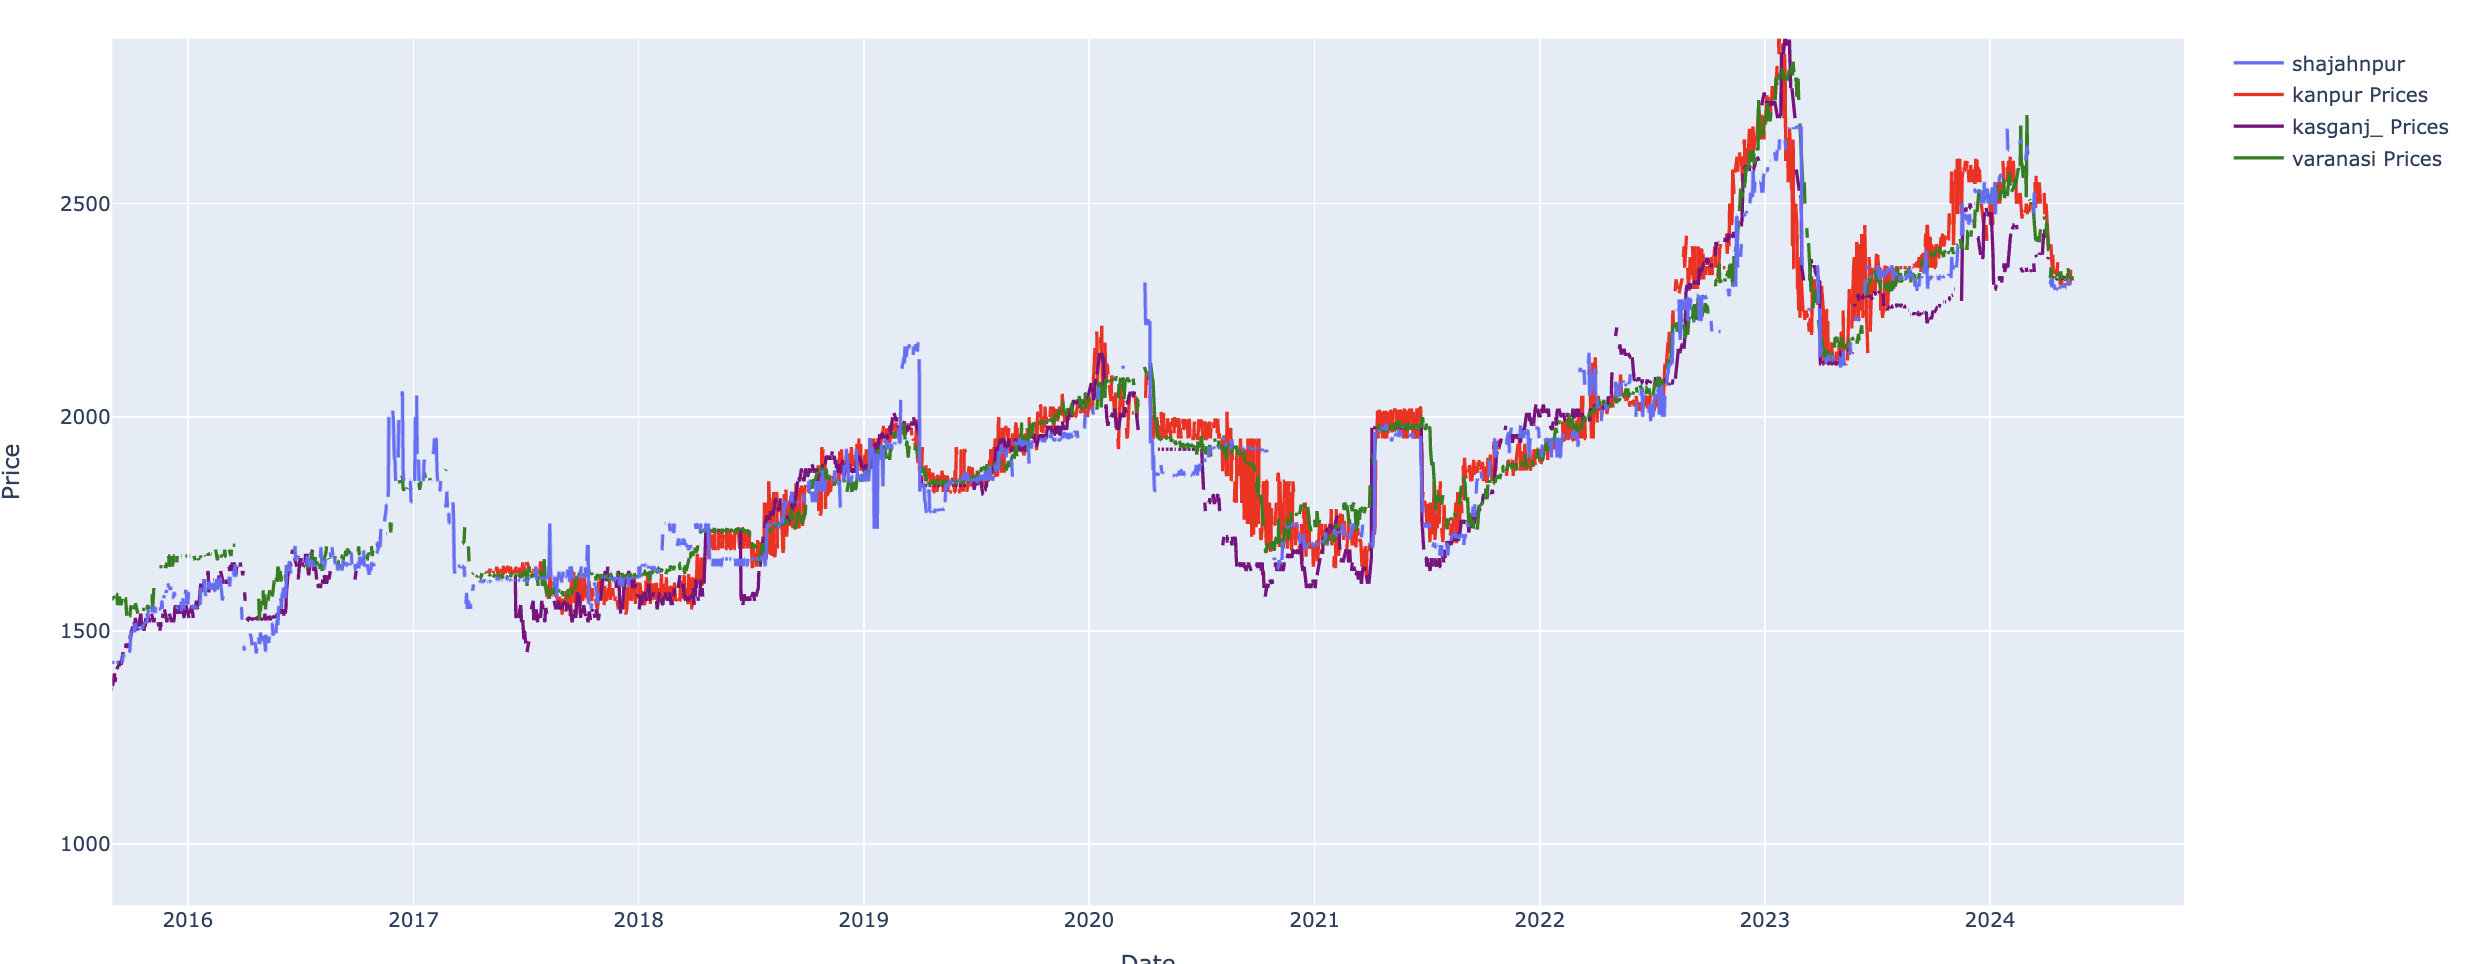 shajahnpur
kanpur Prices
kasganj_ Prices
varanasi Prices
Price
2500
2000
1500
1000
2016 2017 2018 2019 2020 2021 2022 2023 2024
Date